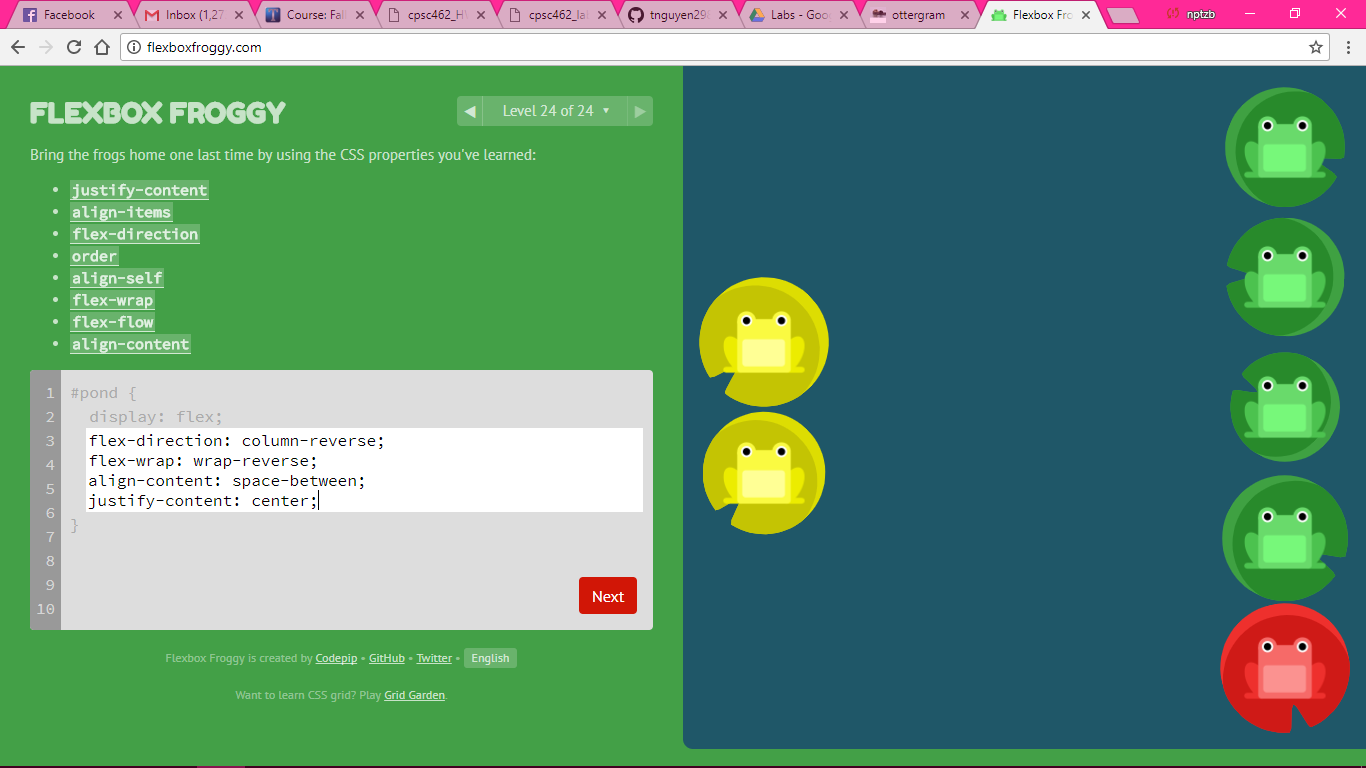 Facebook
Inbox (1,27
Course: Fal
cpsc462_H
cpsc462_la
tnguyen29
Labs - Goo
ottergram
Flexbox Fro
nptzb
flexboxfroggy.com
FLEXBOX FROGGY
◀ Level 24 of 24 ▼ ▶
Bring the frogs home one last time by using the CSS properties you've learned:
• justify-content
• align-items
• flex-direction
• order
• align-self
• flex-wrap
• flex-flow
• align-content
1 #pond {
2 display: flex;
3 flex-direction: column-reverse;
4 flex-wrap: wrap-reverse;
5 align-content: space-between;
6 justify-content: center;
7 }
8
9
10
Next
Flexbox Froggy is created by Codepip • GitHub • Twitter • English
Want to learn CSS grid? Play Grid Garden.